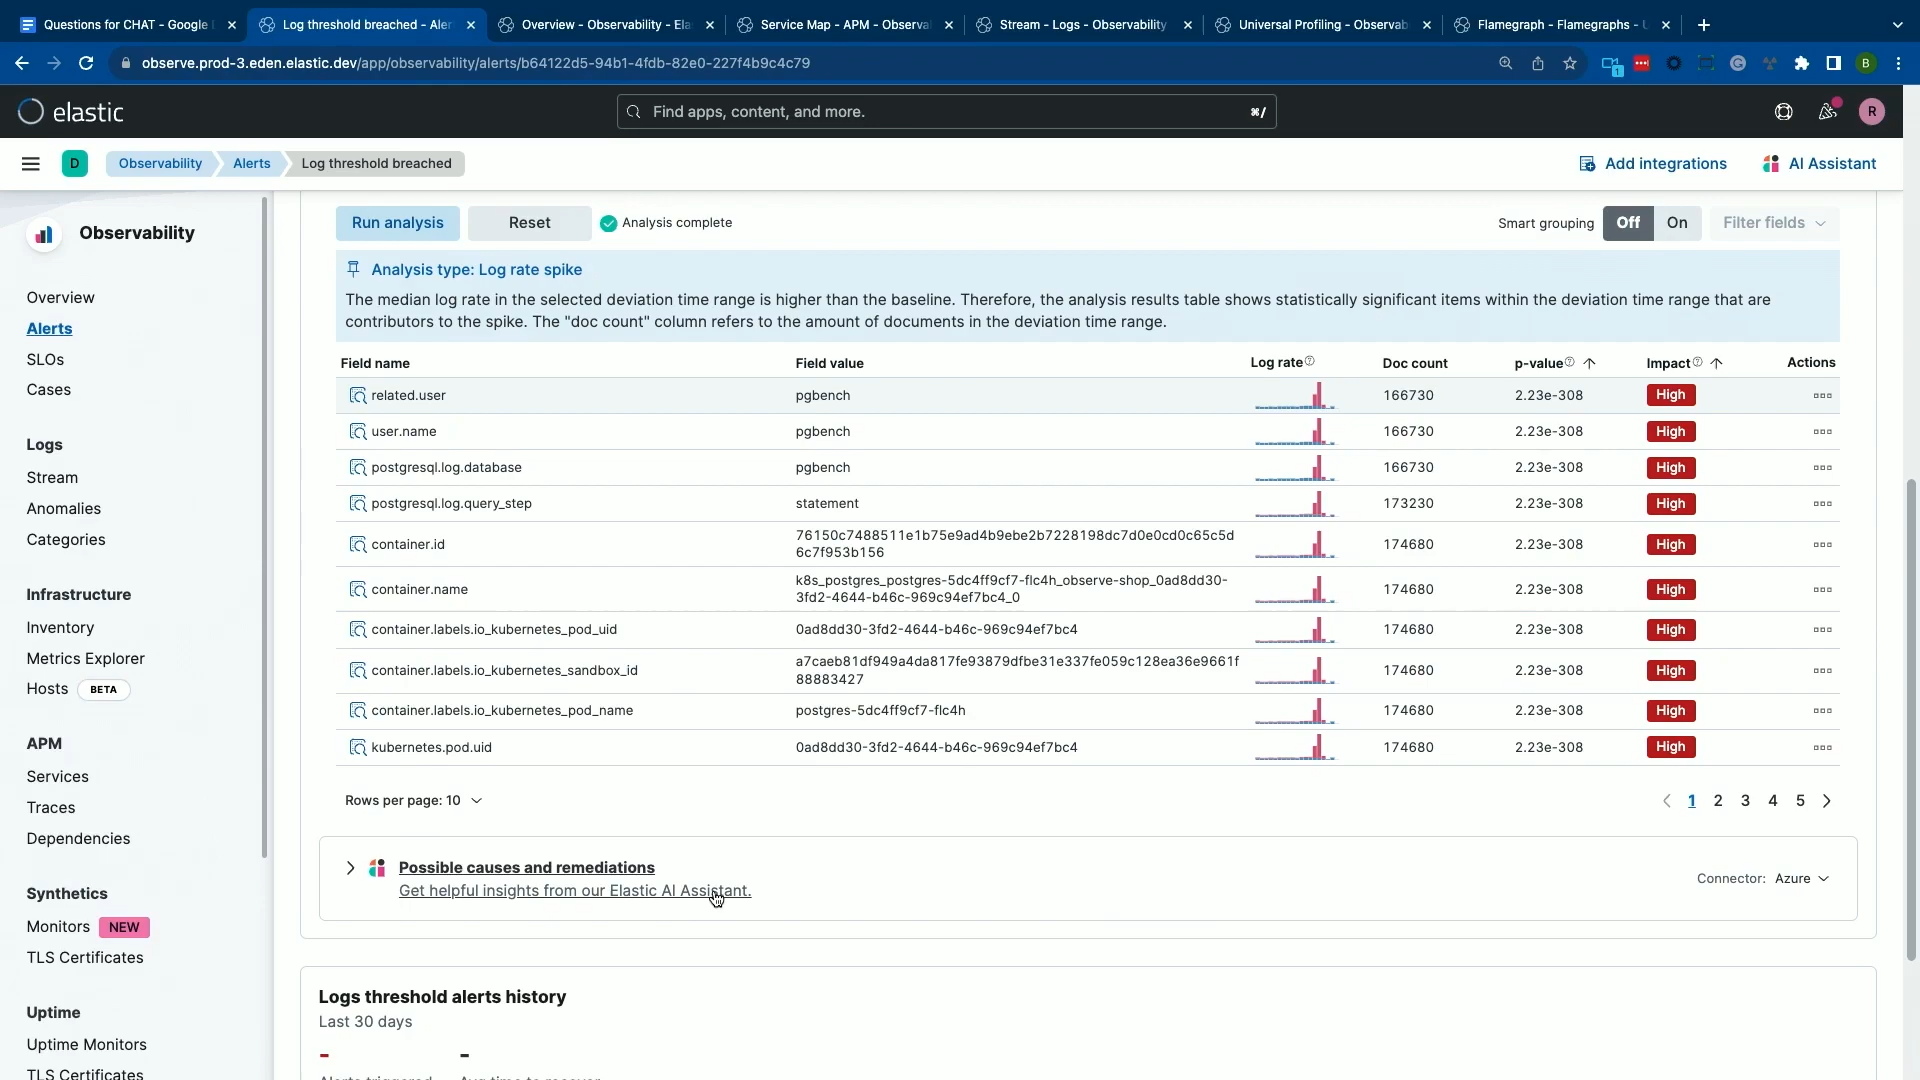 Questions for CHAT - Google
Log threshold breached - Aler
Overview - Observability - Ela
Service Map - APM - Observa
Stream - Logs - Observability
Universal Profiling - Observab
Flamegraph - Flamegraphs - U
observe.prod-3.eden.elastic.dev/app/observability/alerts/b64122d5-94b1-4fdb-82e0-227f4b9c4c79
1
B
elastic
Find apps, content, and more.
⌘/
R
D
Observability
Alerts
Log threshold breached
Add integrations
AI Assistant
Observability
Overview
Alerts
SLOs
Cases
Logs
Stream
Anomalies
Categories
Infrastructure
Inventory
Metrics Explorer
Hosts BETA
APM
Services
Traces
Dependencies
Synthetics
Monitors NEW
TLS Certificates
Uptime
Uptime Monitors
TLS Certificates
Run analysis Reset Analysis complete Smart grouping Off On Filter fields
Analysis type: Log rate spike
The median log rate in the selected deviation time range is higher than the baseline. Therefore, the analysis results table shows statistically significant items within the deviation time range that are
contributors to the spike. The "doc count" column refers to the amount of documents in the deviation time range.
Field name Field value Log rate Doc count p-value Impact Actions
related.user pgbench 166730 2.23e-308 High
user.name pgbench 166730 2.23e-308 High
postgresql.log.database pgbench 166730 2.23e-308 High
postgresql.log.query_step statement 173230 2.23e-308 High
container.id 76150c7488511e1b75e9ad4b9ebe2b7228198dc7d0e0cd0c65c5d
6c7f953b156 174680 2.23e-308 High
container.name k8s_postgres_postgres-5dc4ff9cf7-flc4h_observe-shop_0ad8dd30-
3fd2-4644-b46c-969c94ef7bc4_0 174680 2.23e-308 High
container.labels.io_kubernetes_pod_uid 0ad8dd30-3fd2-4644-b46c-969c94ef7bc4 174680 2.23e-308 High
container.labels.io_kubernetes_sandbox_id a7caeb81df949a4da817fe93879dfbe31e337fe059c128ea36e9661f
88883427 174680 2.23e-308 High
container.labels.io_kubernetes_pod_name postgres-5dc4ff9cf7-flc4h 174680 2.23e-308 High
kubernetes.pod.uid 0ad8dd30-3fd2-4644-b46c-969c94ef7bc4 174680 2.23e-308 High
Rows per page: 10 1 2 3 4 5
Possible causes and remediations
Get helpful insights from our Elastic AI Assistant.
Connector: Azure
Logs threshold alerts history
Last 30 days
- -
Alerts triggered Avg time to recover